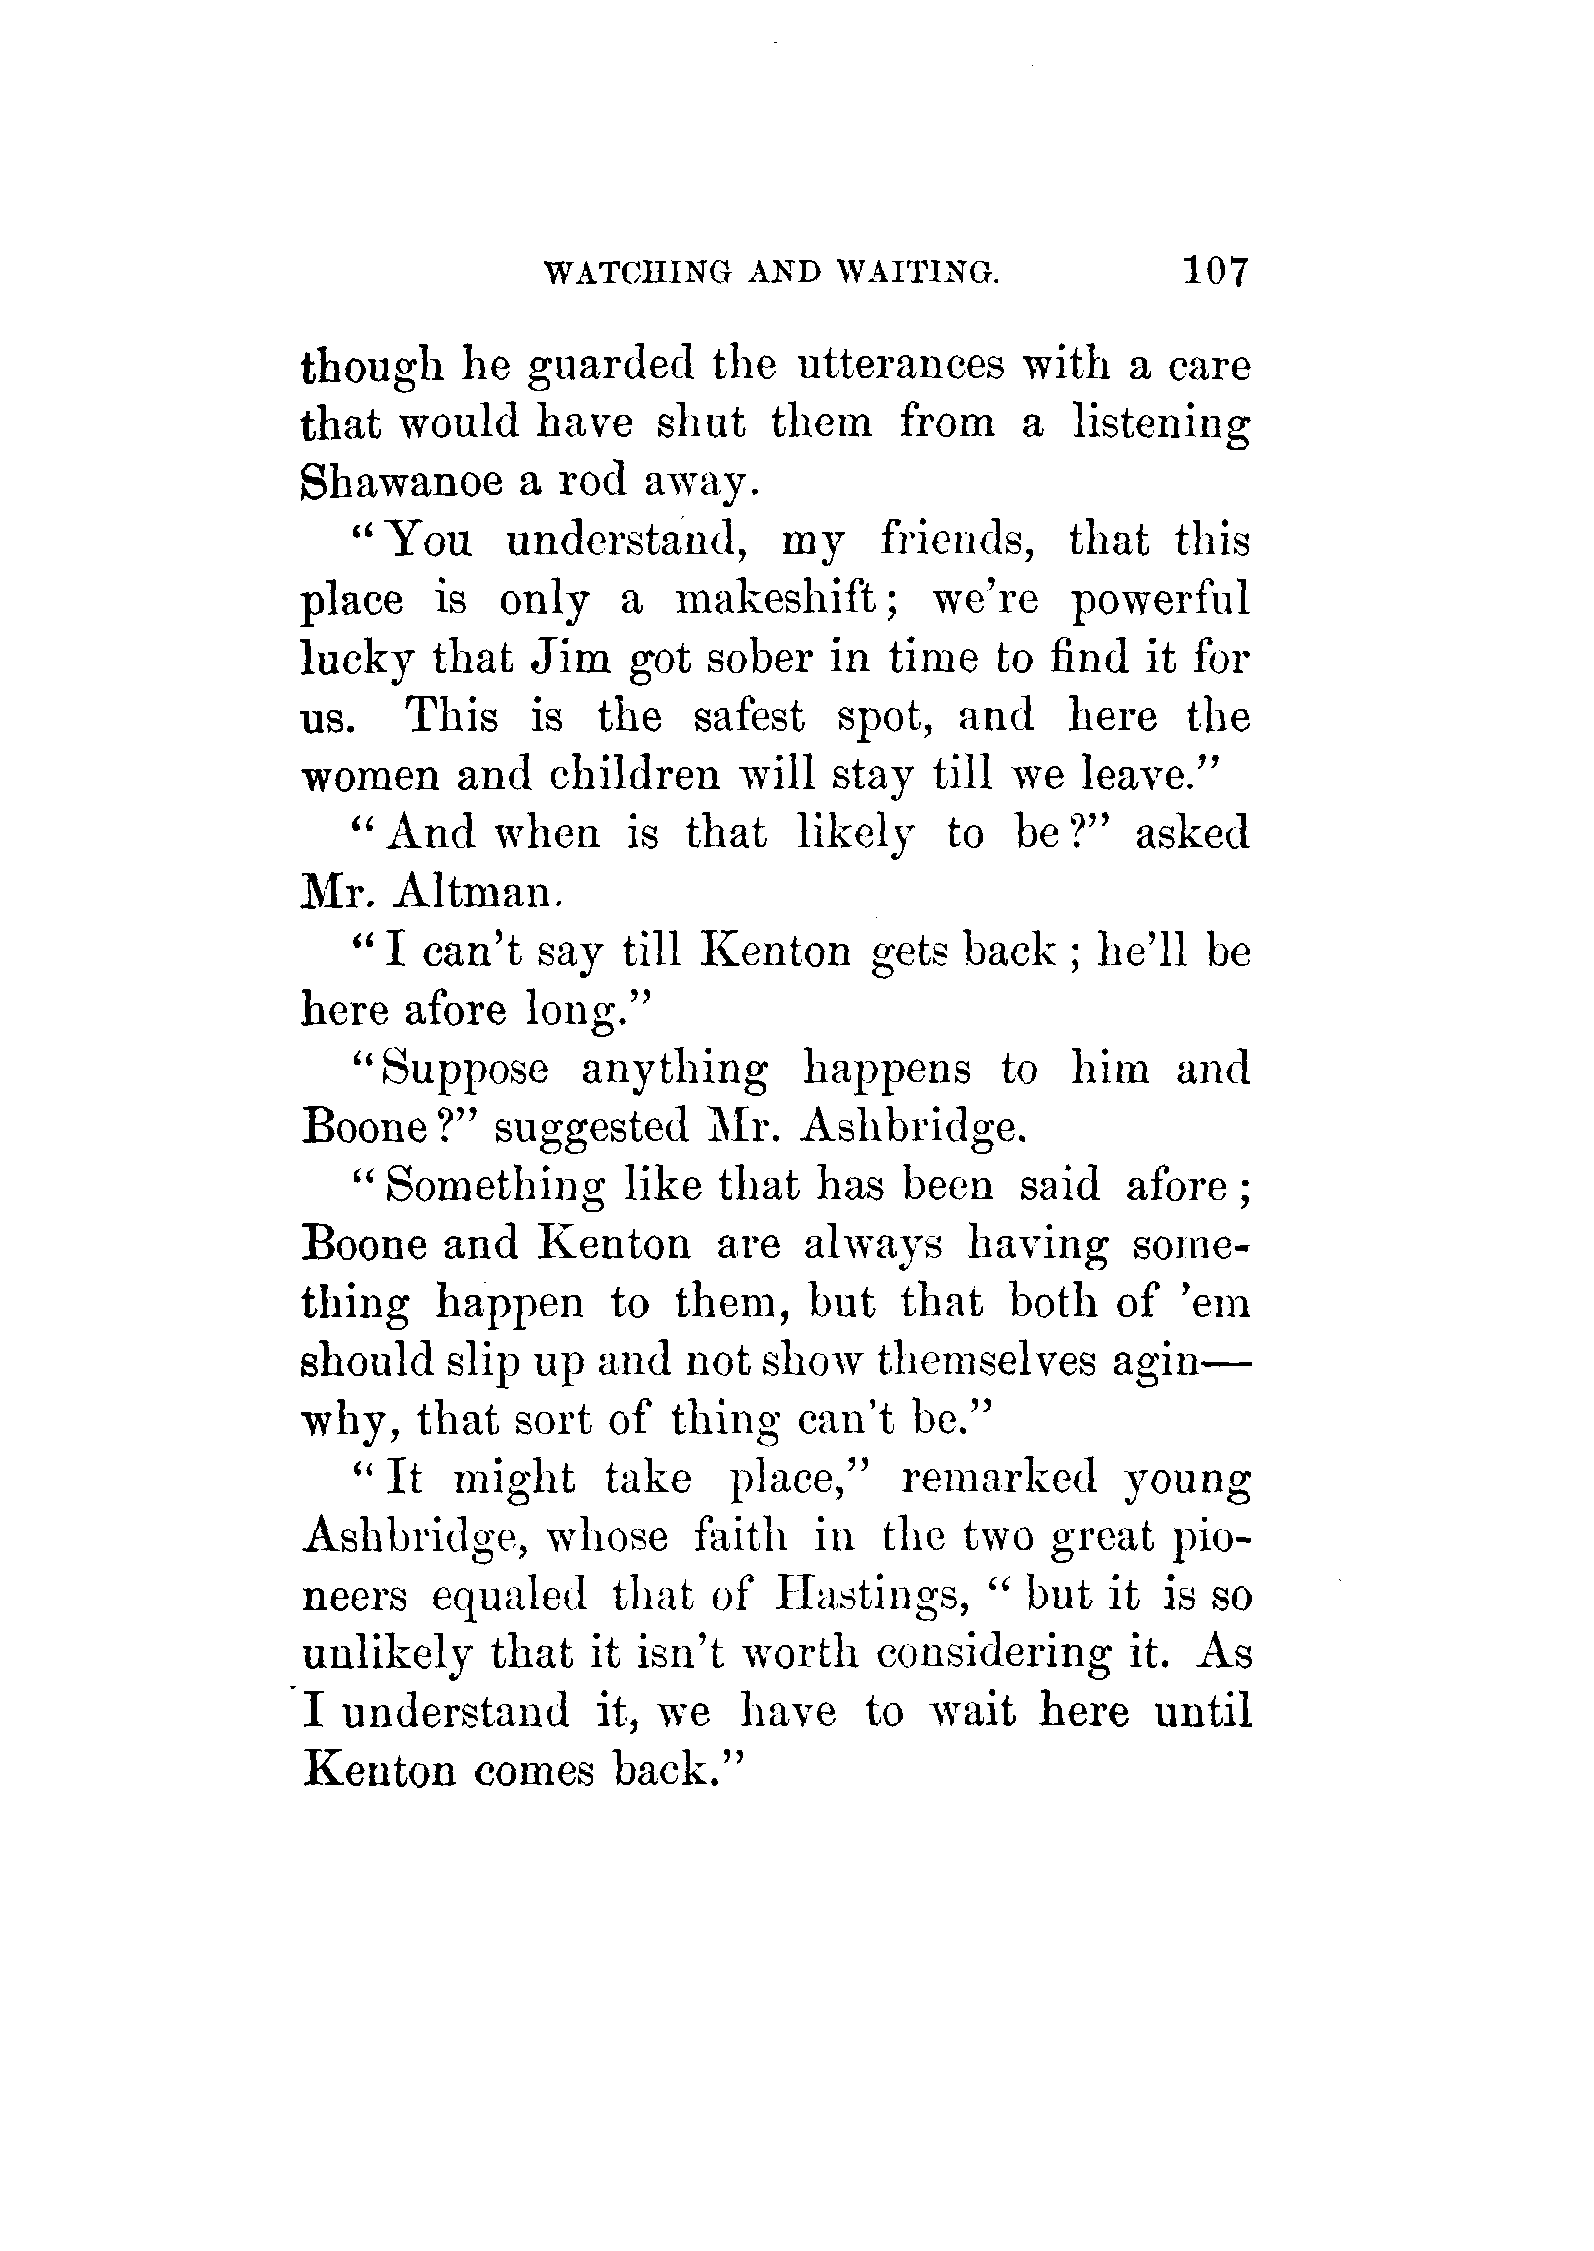 WATCHING AND WAITING. 107
though he guarded the utterances with a care
that would have shut them from a listening
Shawanoe a rod away.
“You understand, my friends, that this
place is only a makeshift; we're powerful
lucky that Jim got sober in time to find it for
us. This is the safest spot, and here the
women and children will stay till we leave.”
“And when is that likely to be?” asked
Mr. Altman.
“I can't say till Kenton gets back; he'll be
here afore long.”
“Suppose anything happens to him and
Boone?” suggested Mr. Ashbridge.
“Something like that has been said afore;
Boone and Kenton are always having some-
thing happen to them, but that both of 'em
should slip up and not show themselves agin—
why, that sort of thing can't be.”
“It might take place,” remarked young
Ashbridge, whose faith in the two great pio-
neers equaled that of Hastings, “but it is so
unlikely that it isn't worth considering it. As
I understand it, we have to wait here until
Kenton comes back.”